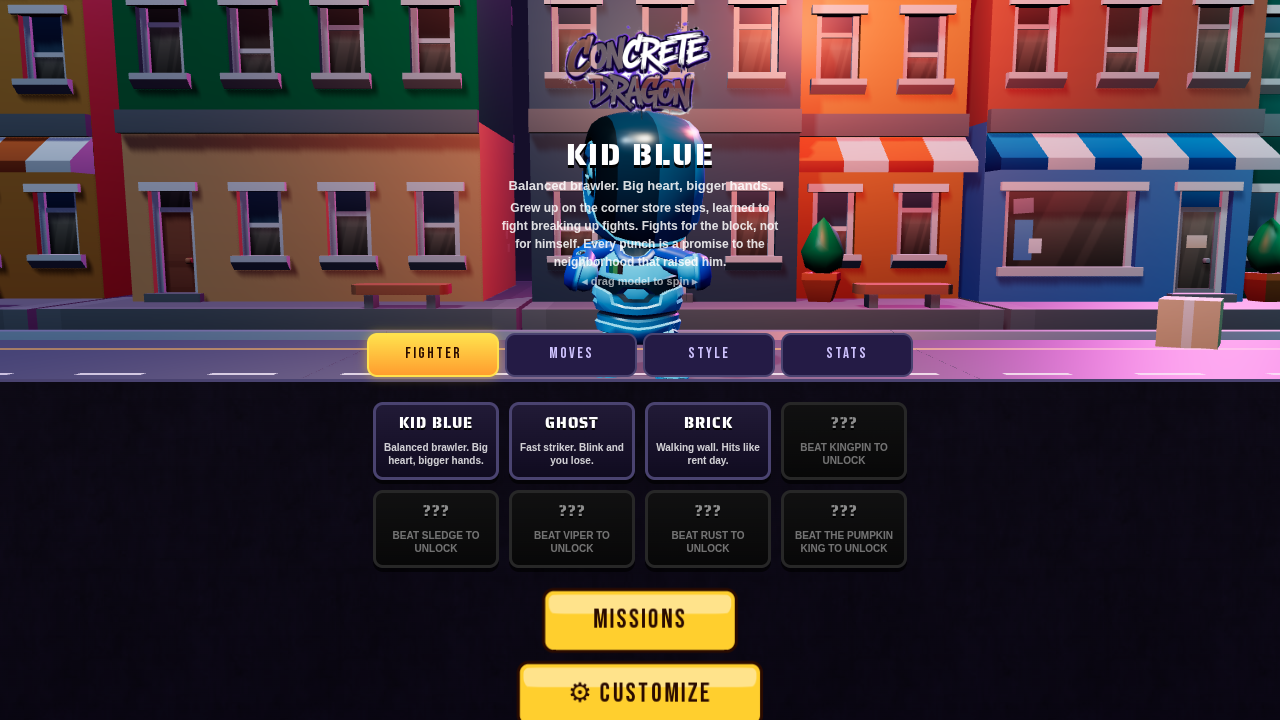 CONCRETE
DRAGON
KID BLUE
Balanced brawler. Big heart, bigger hands.
Grew up on the corner store steps, learned to
fight breaking up fights. Fights for the block, not
for himself. Every punch is a promise to the
neighborhood that raised him.
◂ drag model to spin ▸
FIGHTER MOVES STYLE STATS
KID BLUE GHOST BRICK ???
Balanced brawler. Big Fast striker. Blink and Walking wall. Hits like BEAT KINGPIN TO
heart, bigger hands. you lose. rent day. UNLOCK
??? ??? ??? ???
BEAT SLEDGE TO BEAT VIPER TO BEAT RUST TO BEAT THE PUMPKIN
UNLOCK UNLOCK UNLOCK KING TO UNLOCK
MISSIONS
⚙ CUSTOMIZE